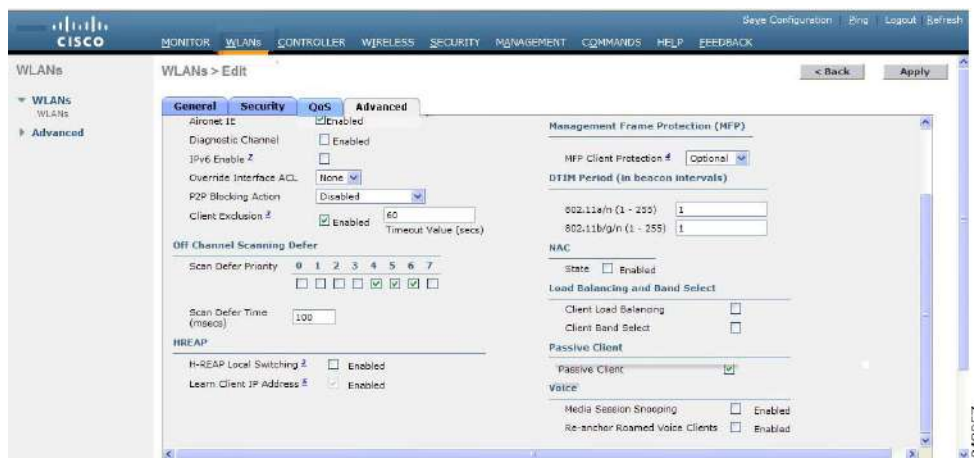 Save Configuration | Ping | Logout | Refresh
CISCO
MONITOR WLANs CONTROLLER WIRELESS SECURITY MANAGEMENT COMMANDS HELP FEEDBACK
WLANs
WLANs > Edit
< Back
Apply
WLANs
WLANs
Advanced
General Security QoS Advanced
Aironet IE Enabled
Diagnostic Channel Enabled
IPv6 Enable 7
Override Interface ACL None
P2P Blocking Action Disabled
Client Exclusion Enabled 60
Timeout Value (secs)
Off Channel Scanning Defer
Scan Defer Priority 0 1 2 3 4 5 6 7
Scan Defer Time (msecs) 100
HREAP
H-REAP Local Switching 2 Enabled
Learn Client IP Address Enabled
Management Frame Protection (MFP)
MFP Client Protection 4 Optional
DTIM Period (in beacon intervals)
802.11a/n (1 - 255) 1
802.11b/g/n (1 - 255) 1
NAC
State Enabled
Load Balancing and Band Select
Client Load Balancing
Client Band Select
Passive Client
Passive Client
Voice
Media Session Snooping Enabled
Re-anchor Roamed Voice Clients Enabled